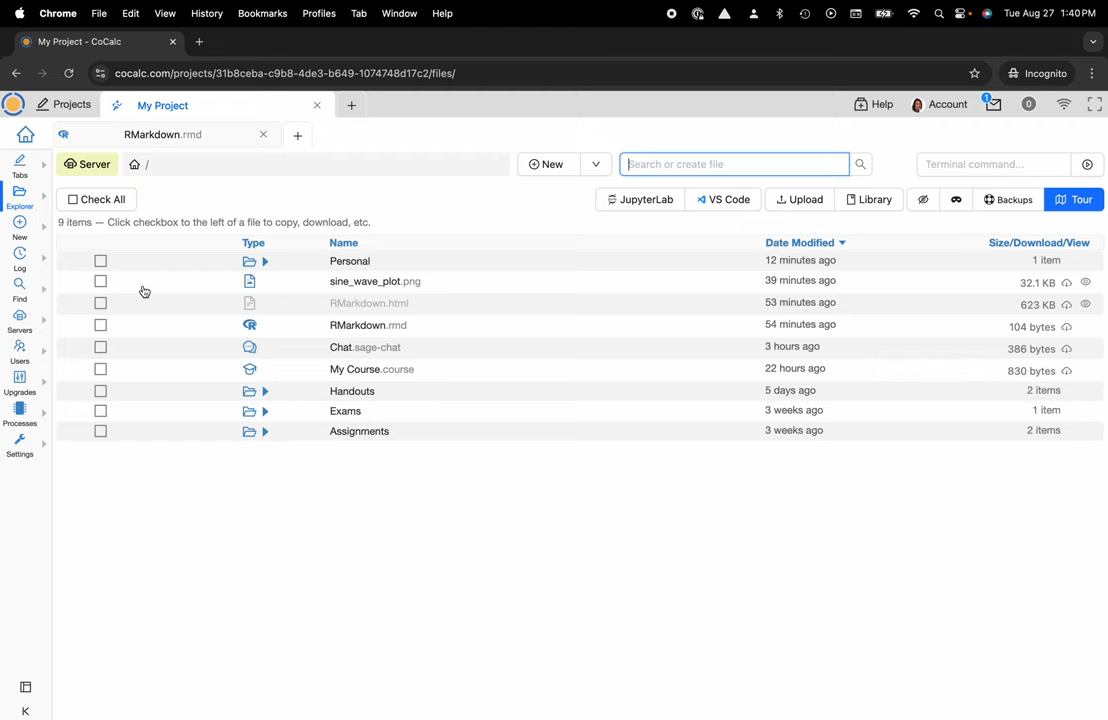 Chrome File Edit View History Bookmarks Profiles Tab Window Help Tue Aug 27 1:40 PM
My Project - CoCalc
cocalc.com/projects/31b8ceba-c9b8-4de3-b649-1074748d17c2/files/ Incognito
Projects My Project Help Account 1 0
RMarkdown.rmd
Server / New Search or create file Terminal command...
Check All JupyterLab VS Code Upload Library Backups Tour
9 items — Click checkbox to the left of a file to copy, download, etc.
Type Name Date Modified Size/Download/View
Personal 12 minutes ago 1 item
sine_wave_plot.png 39 minutes ago 32.1 KB
RMarkdown.html 53 minutes ago 623 KB
RMarkdown.rmd 54 minutes ago 104 bytes
Chat.sage-chat 3 hours ago 386 bytes
My Course.course 22 hours ago 830 bytes
Handouts 5 days ago 2 items
Exams 3 weeks ago 1 item
Assignments 3 weeks ago 2 items
Tabs
Explorer
New
Log
Find
Servers
Users
Upgrades
Processes
Settings